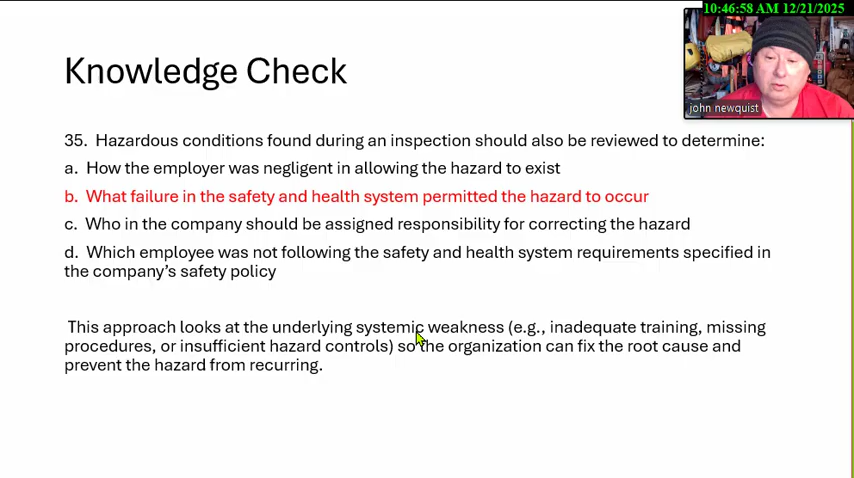 10:46:58 AM 12/21/2025
john newquist
Knowledge Check
35. Hazardous conditions found during an inspection should also be reviewed to determine:
a. How the employer was negligent in allowing the hazard to exist
b. What failure in the safety and health system permitted the hazard to occur
c. Who in the company should be assigned responsibility for correcting the hazard
d. Which employee was not following the safety and health system requirements specified in
the company's safety policy
This approach looks at the underlying systemic weakness (e.g., inadequate training, missing
procedures, or insufficient hazard controls) so the organization can fix the root cause and
prevent the hazard from recurring.